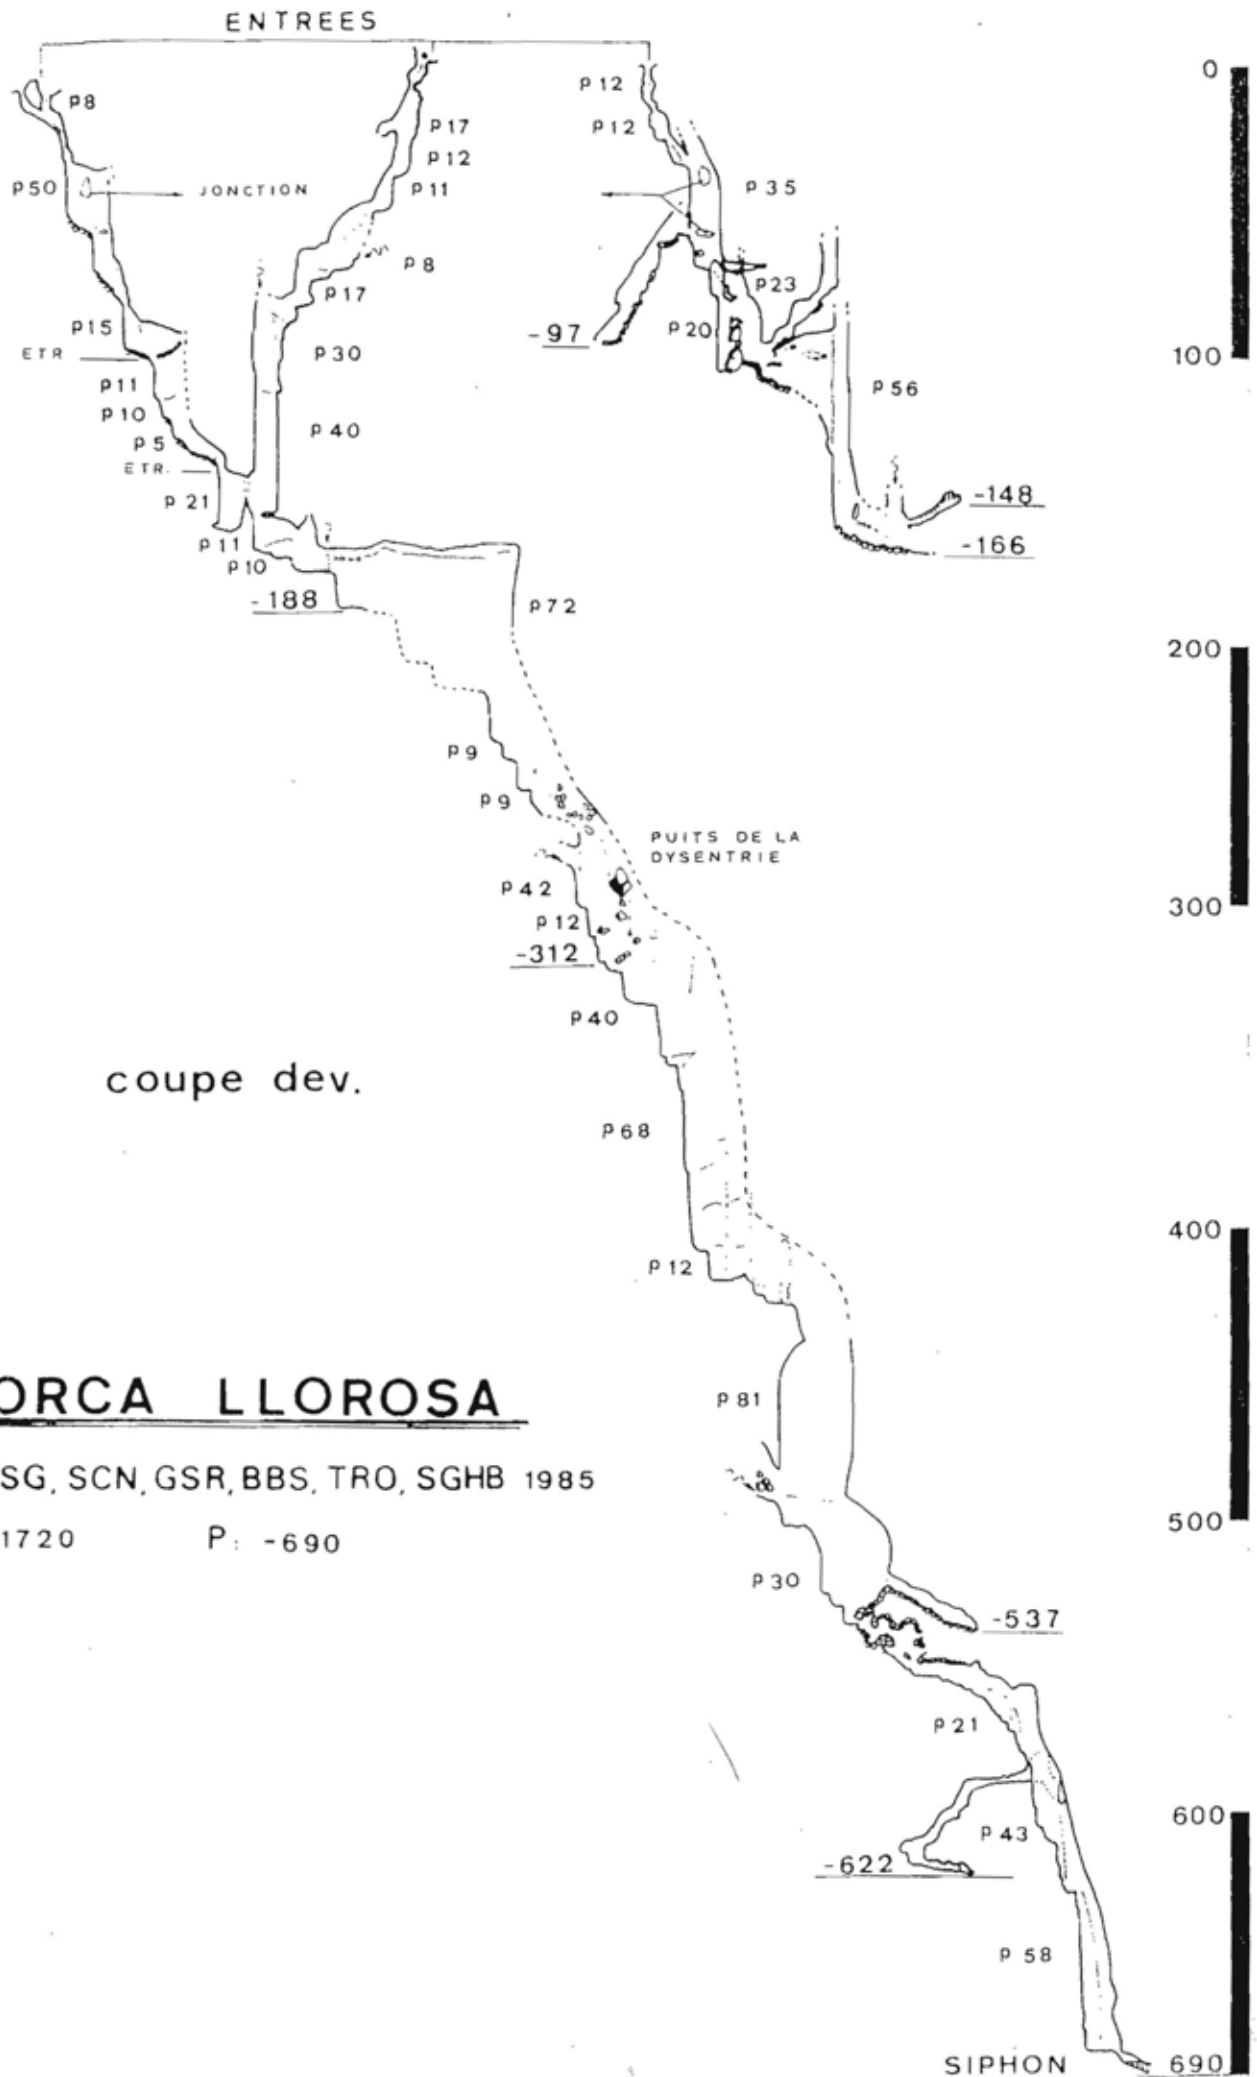 ENTREES
0
P8
P12
P17
P12
P12
P50
JONCTION
P11
P35
P8
P17
P23
P15
-97
P20
ETR
P30
100
P11
P56
P10
P40
P5
ETR.
P21
-148
P11
-166
P10
-188
P72
200
P9
P9
PUITS DE LA
DYSENTRIE
P42
300
P12
-312
P40
coupe dev.
P68
400
P12
ORCA LLOROSA
P81
SG, SCN, GSR, BBS, TRO, SGHB 1985
500
1720 P: -690
P30
-537
P21
600
P43
-622
P58
SIPHON
690